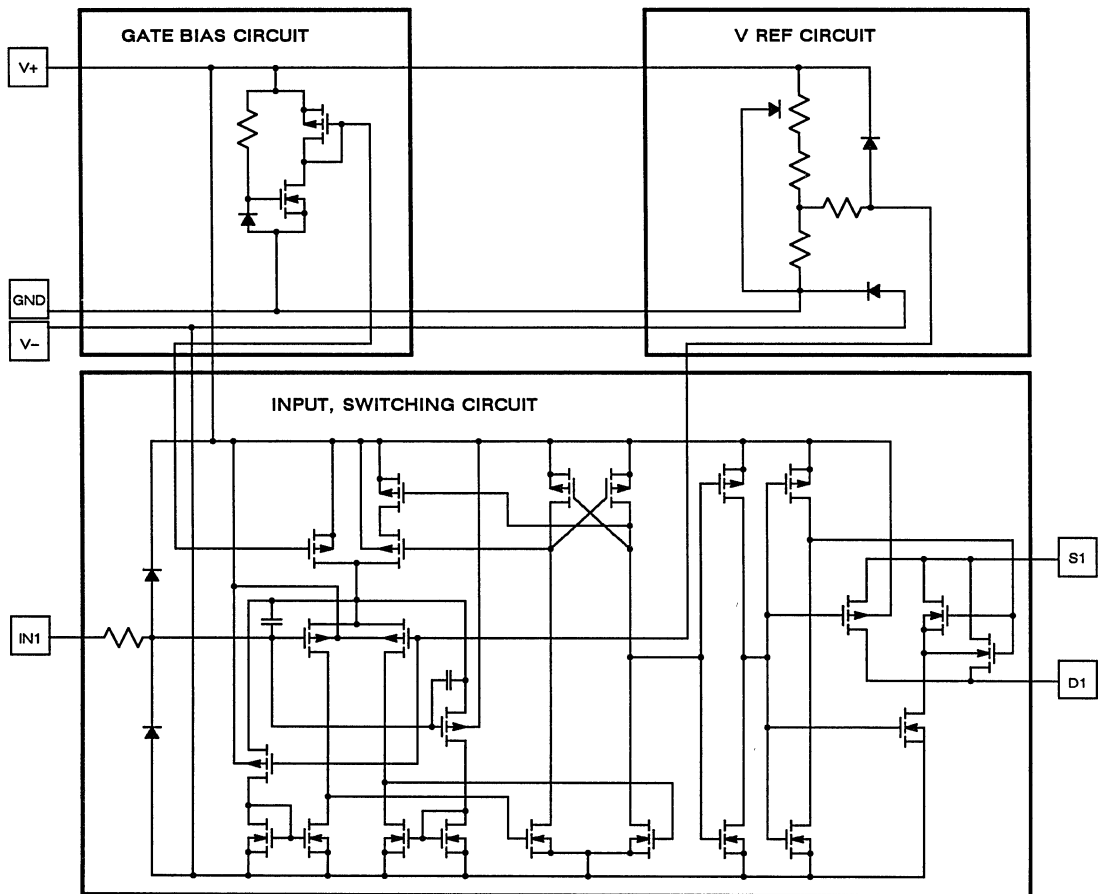 GATE BIAS CIRCUIT
V REF CIRCUIT
V+
GND
V−
INPUT, SWITCHING CIRCUIT
S1
IN1
D1